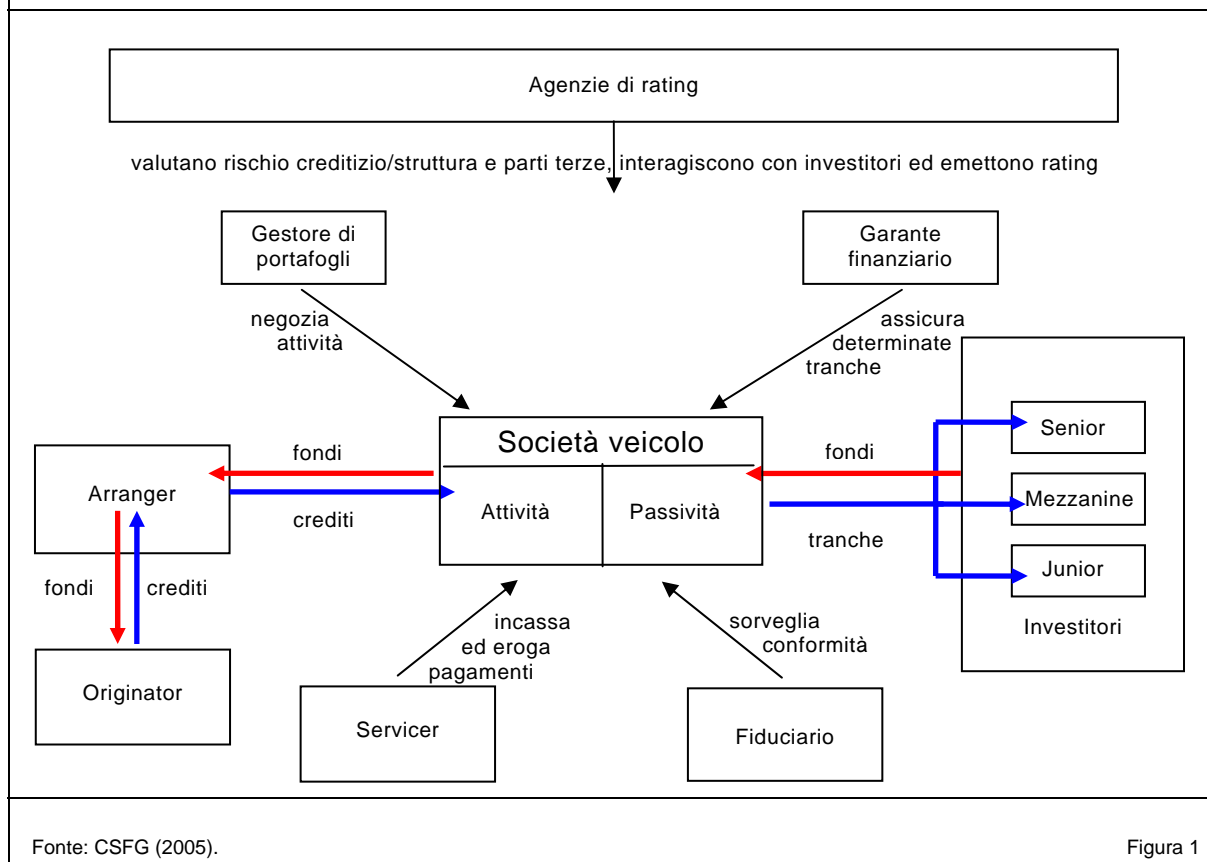 Agenzie di rating
valutano rischio creditizio/struttura e parti terze, interagiscono con investitori ed emettono rating
Gestore di
portafogli
Garante
finanziario
negozia
attività
assicura
determinate
tranche
Società veicolo
Attività
Passività
fondi
crediti
Arranger
fondi
crediti
Originator
fondi
tranche
Senior
Mezzanine
Junior
Investitori
incassa
ed eroga
pagamenti
Servicer
sorveglia
conformità
Fiduciario
Fonte: CSFG (2005).
Figura 1